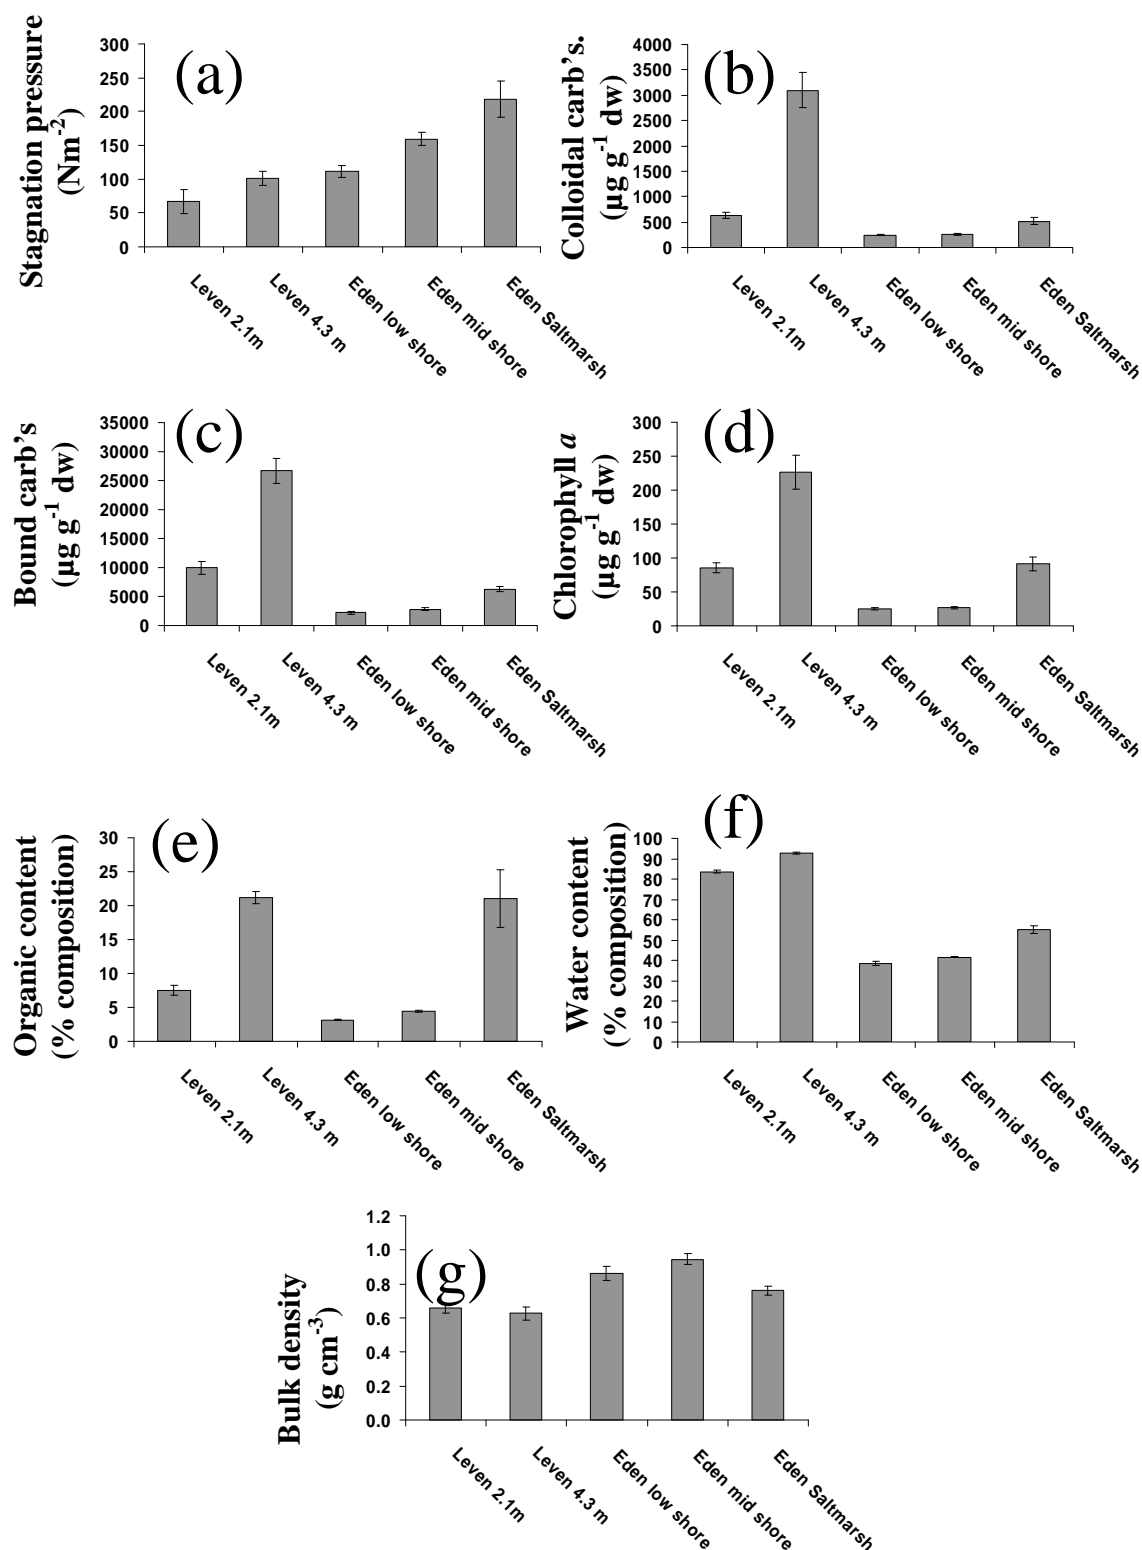 Stagnation pressure
(Nm-2)
(a)
300
250
200
150
100
50
0
Leven 2.1m
Leven 4.3 m
Eden low shore
Eden mid shore
Eden Saltmarsh
Colloidal carb’s.
(µg g-1 dw)
(b)
4000
3500
3000
2500
2000
1500
1000
500
0
Leven 2.1m
Leven 4.3 m
Eden low shore
Eden mid shore
Eden Saltmarsh
Bound carb’s
(µg g-1 dw)
(c)
35000
30000
25000
20000
15000
10000
5000
0
Leven 2.1m
Leven 4.3 m
Eden low shore
Eden mid shore
Eden Saltmarsh
Chlorophyll a
(µg g-1 dw)
(d)
300
250
200
150
100
50
0
Leven 2.1m
Leven 4.3 m
Eden low shore
Eden mid shore
Eden Saltmarsh
Organic content
(% composition)
(e)
30
25
20
15
10
5
0
Leven 2.1m
Leven 4.3 m
Eden low shore
Eden mid shore
Eden Saltmarsh
Water content
(% composition)
(f)
100
90
80
70
60
50
40
30
20
10
0
Leven 2.1m
Leven 4.3 m
Eden low shore
Eden mid shore
Eden Saltmarsh
Bulk density
(g cm-3)
(g)
1.2
1.0
0.8
0.6
0.4
0.2
0.0
Leven 2.1m
Leven 4.3 m
Eden low shore
Eden mid shore
Eden Saltmarsh